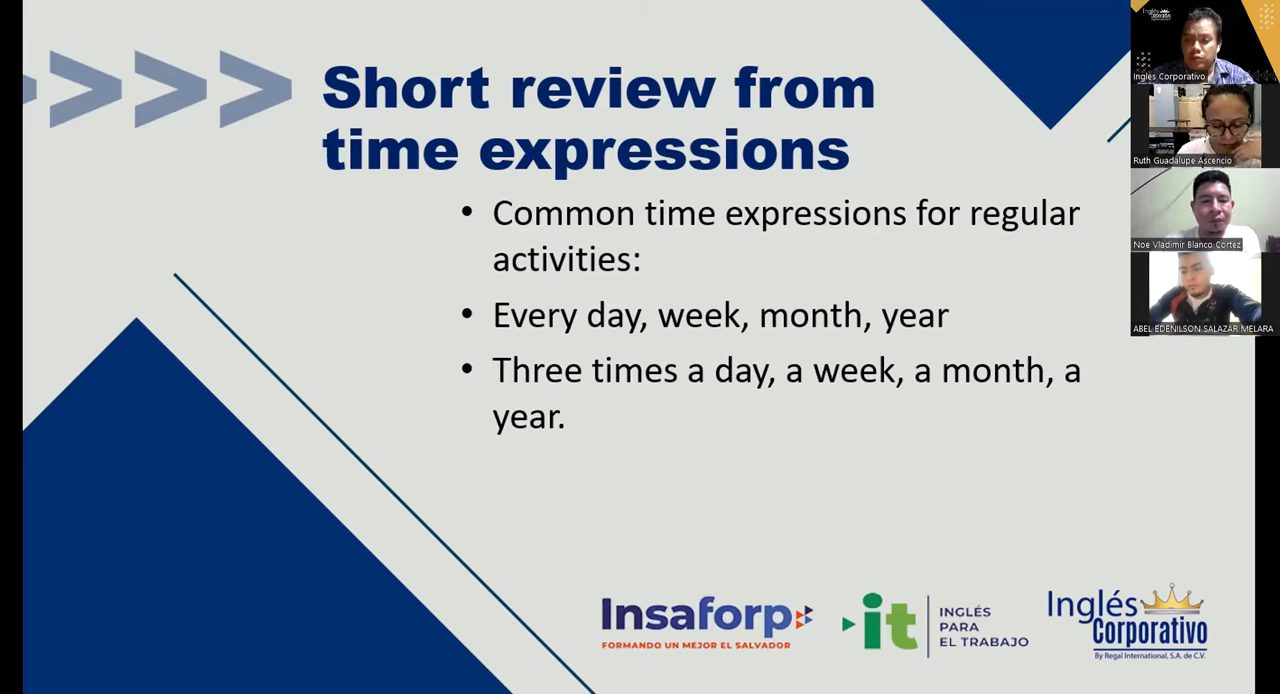 Short review from
time expressions
• Common time expressions for regular
activities:
• Every day, week, month, year
• Three times a day, a week, a month, a
year.
Insaforp
FORMANDO UN MEJOR EL SALVADOR
it
INGLÉS
PARA
EL TRABAJO
Inglés
Corporativo
By Regal International, S.A. de C.V.
Inglés
Corporativo
Ingles Corporativo
Ruth Guadalupe Ascencio
Noe Vladimir Blanco Cortez
ABEL EDENILSON SALAZAR MELARA